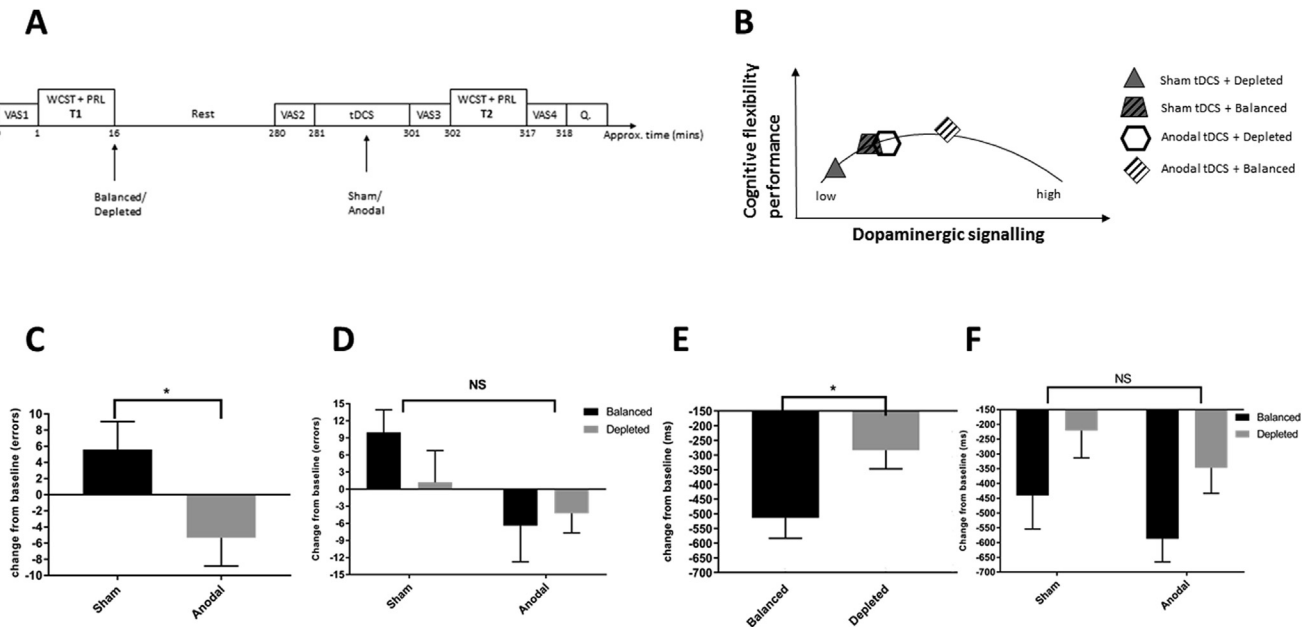 A
WCST + PRL
T1
VAS1
Rest
VAS2
tDCS
VAS3
WCST + PRL
T2
VAS4
Q.
1
16
280
281
301
302
317
318
Approx. time (mins)
Balanced/
Depleted
Sham/
Anodal
B
Cognitive flexibility
performance
low
high
Dopaminergic signalling
Sham tDCS + Depleted
Sham tDCS + Balanced
Anodal tDCS + Depleted
Anodal tDCS + Balanced
C
*
change from baseline (errors)
10
8
6
4
2
0
-2
-4
-6
-8
-10
Sham
Anodal
D
NS
Change from baseline (errors)
15
12
9
6
3
0
-3
-6
-9
-12
-15
Sham
Anodal
Balanced
Depleted
E
*
change from baseline (ms)
-150
-200
-250
-300
-350
-400
-450
-500
-550
-600
-650
-700
Balanced
Depleted
F
NS
Change from baseline (ms)
-150
-200
-250
-300
-350
-400
-450
-500
-550
-600
-650
-700
Sham
Anodal
Balanced
Depleted